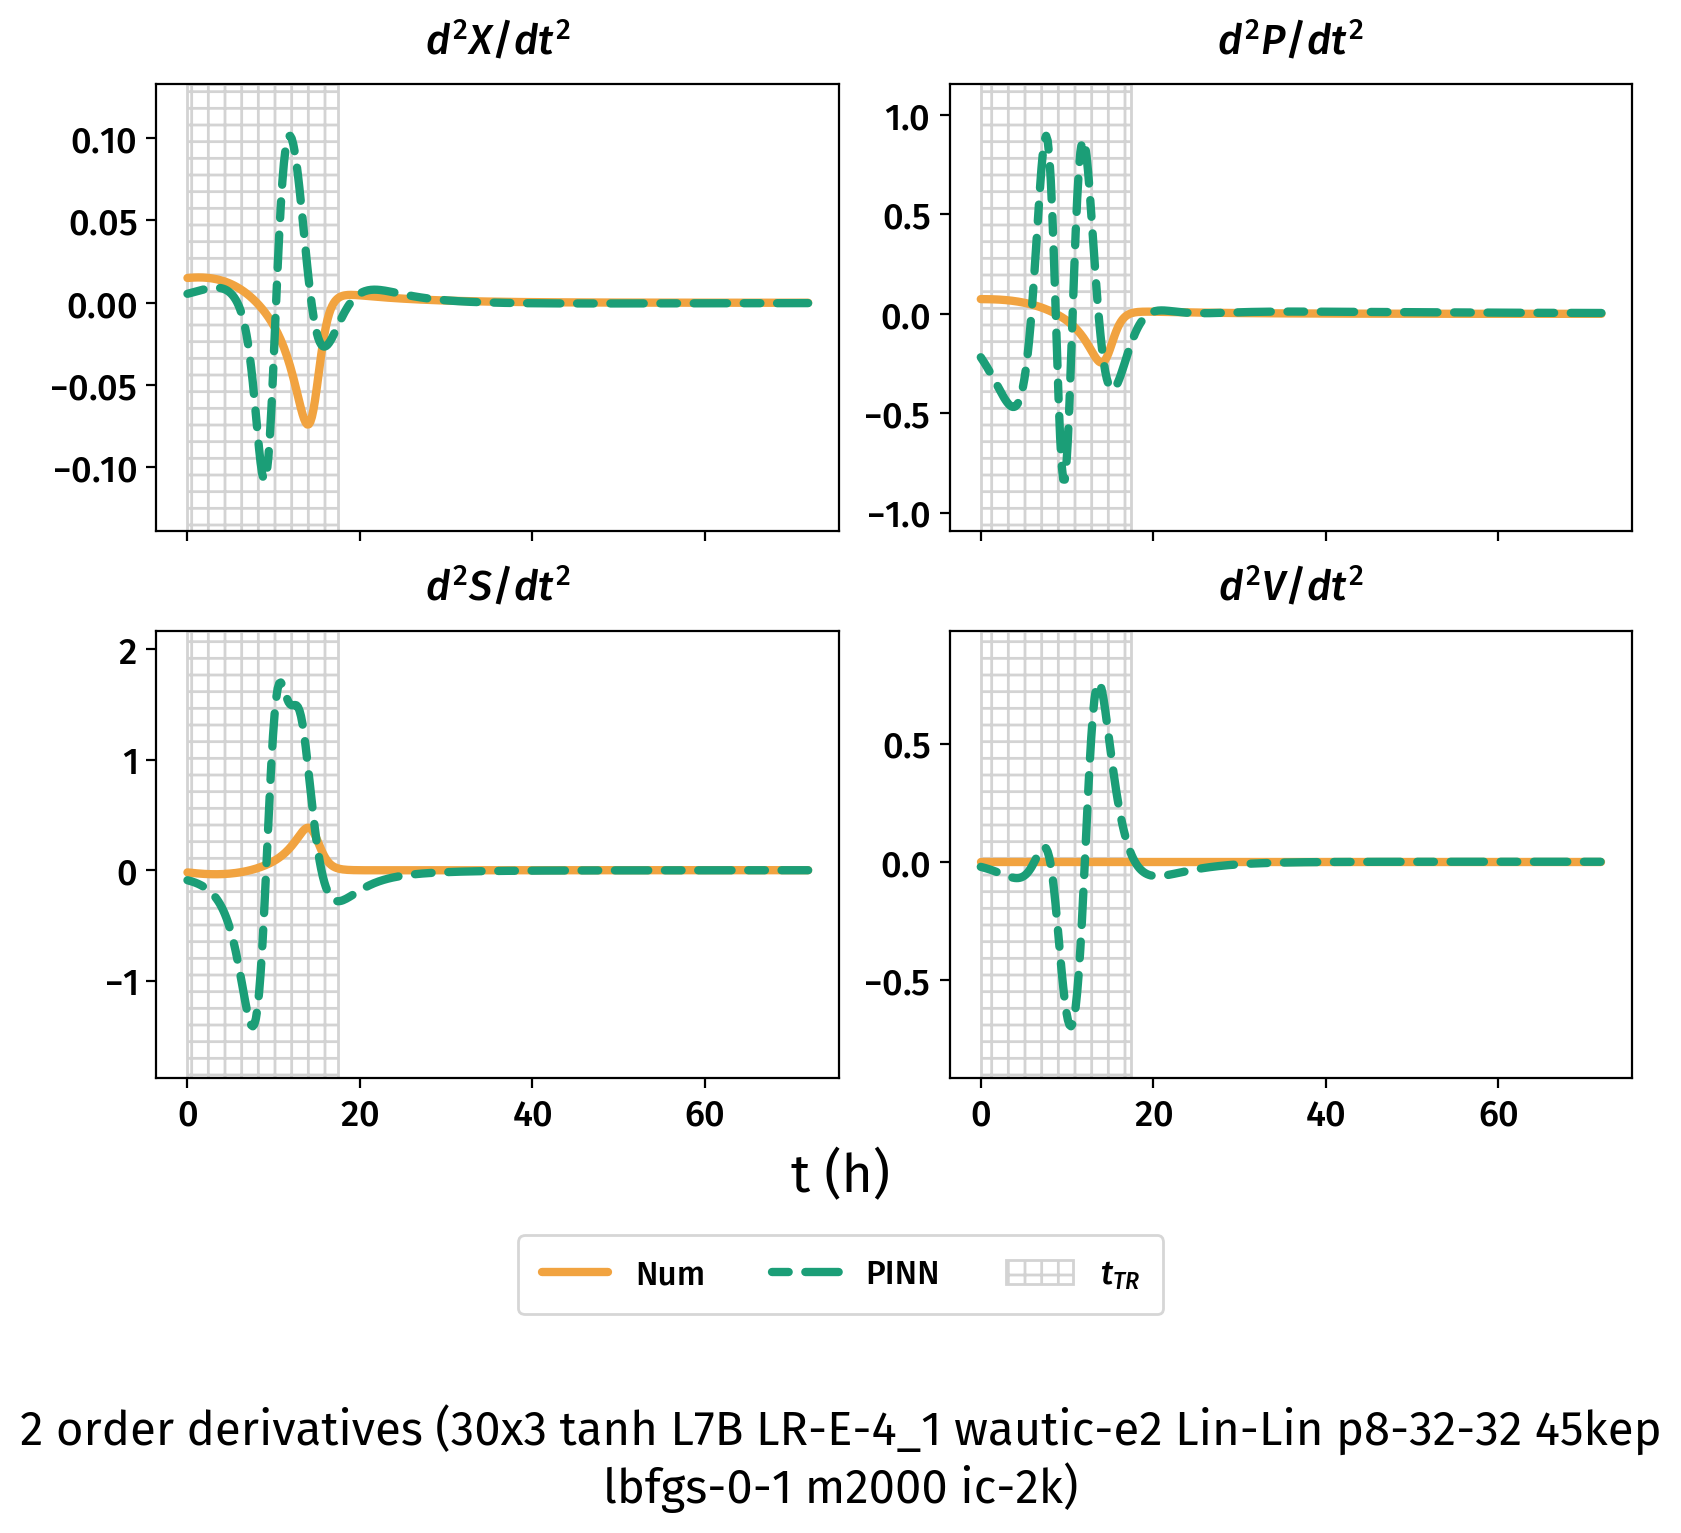 d²X/dt²
d²P/dt²
0.10
0.05
0.00
−0.05
−0.10
1.0
0.5
0.0
−0.5
−1.0
d²S/dt²
d²V/dt²
2
1
0
−1
0.5
0.0
−0.5
0 20 40 60
0 20 40 60
t (h)
Num PINN t_TR
2 order derivatives (30x3 tanh L7B LR-E-4_1 wautic-e2 Lin-Lin p8-32-32 45kep
lbfgs-0-1 m2000 ic-2k)